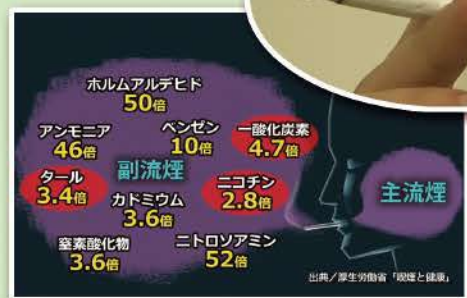 ホルムアルデヒド
50倍
アンモニア
46倍
ベンゼン
10倍
一酸化炭素
4.7倍
タール
3.4倍
副流煙
ニコチン
2.8倍
カドミウム
3.6倍
窒素酸化物
3.6倍
ニトロソアミン
52倍
主流煙
出典／厚生労働省「喫煙と健康」